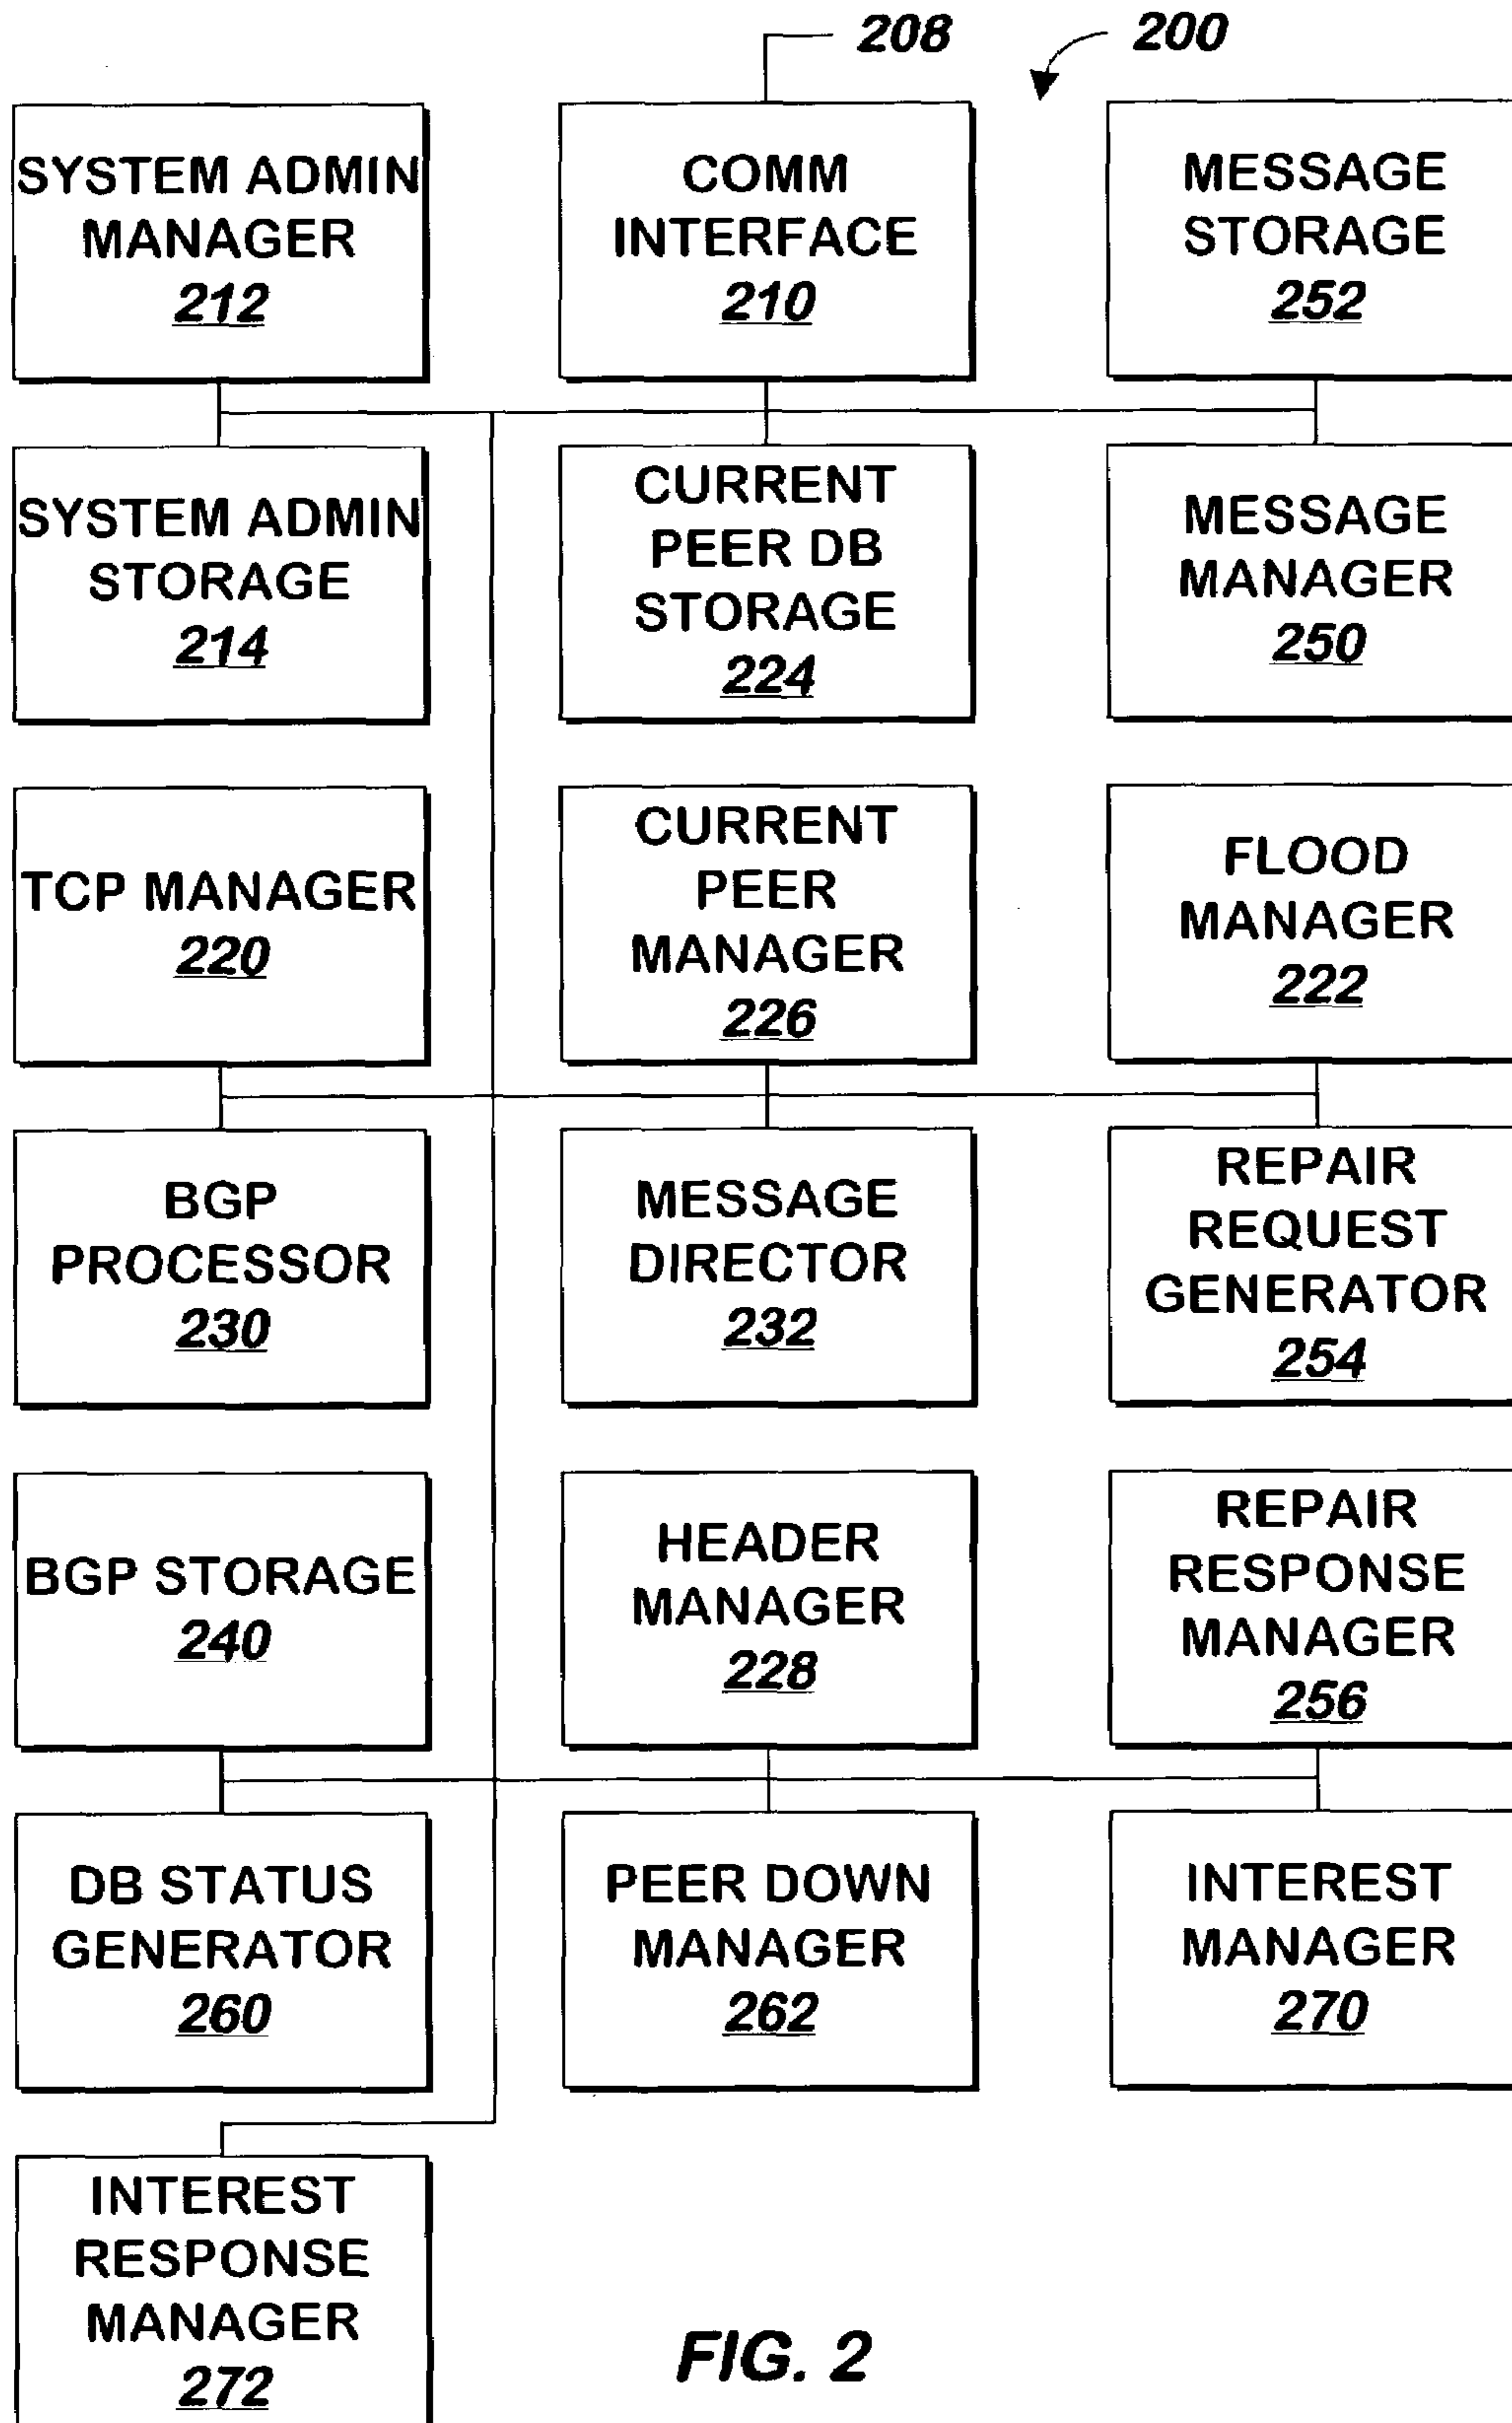 208
200
SYSTEM ADMIN
MANAGER
212
COMM
INTERFACE
210
MESSAGE
STORAGE
252
SYSTEM ADMIN
STORAGE
214
CURRENT
PEER DB
STORAGE
224
MESSAGE
MANAGER
250
TCP MANAGER
220
CURRENT
PEER
MANAGER
226
FLOOD
MANAGER
222
BGP
PROCESSOR
230
MESSAGE
DIRECTOR
232
REPAIR
REQUEST
GENERATOR
254
BGP STORAGE
240
HEADER
MANAGER
228
REPAIR
RESPONSE
MANAGER
256
DB STATUS
GENERATOR
260
PEER DOWN
MANAGER
262
INTEREST
MANAGER
270
INTEREST
RESPONSE
MANAGER
272
FIG. 2